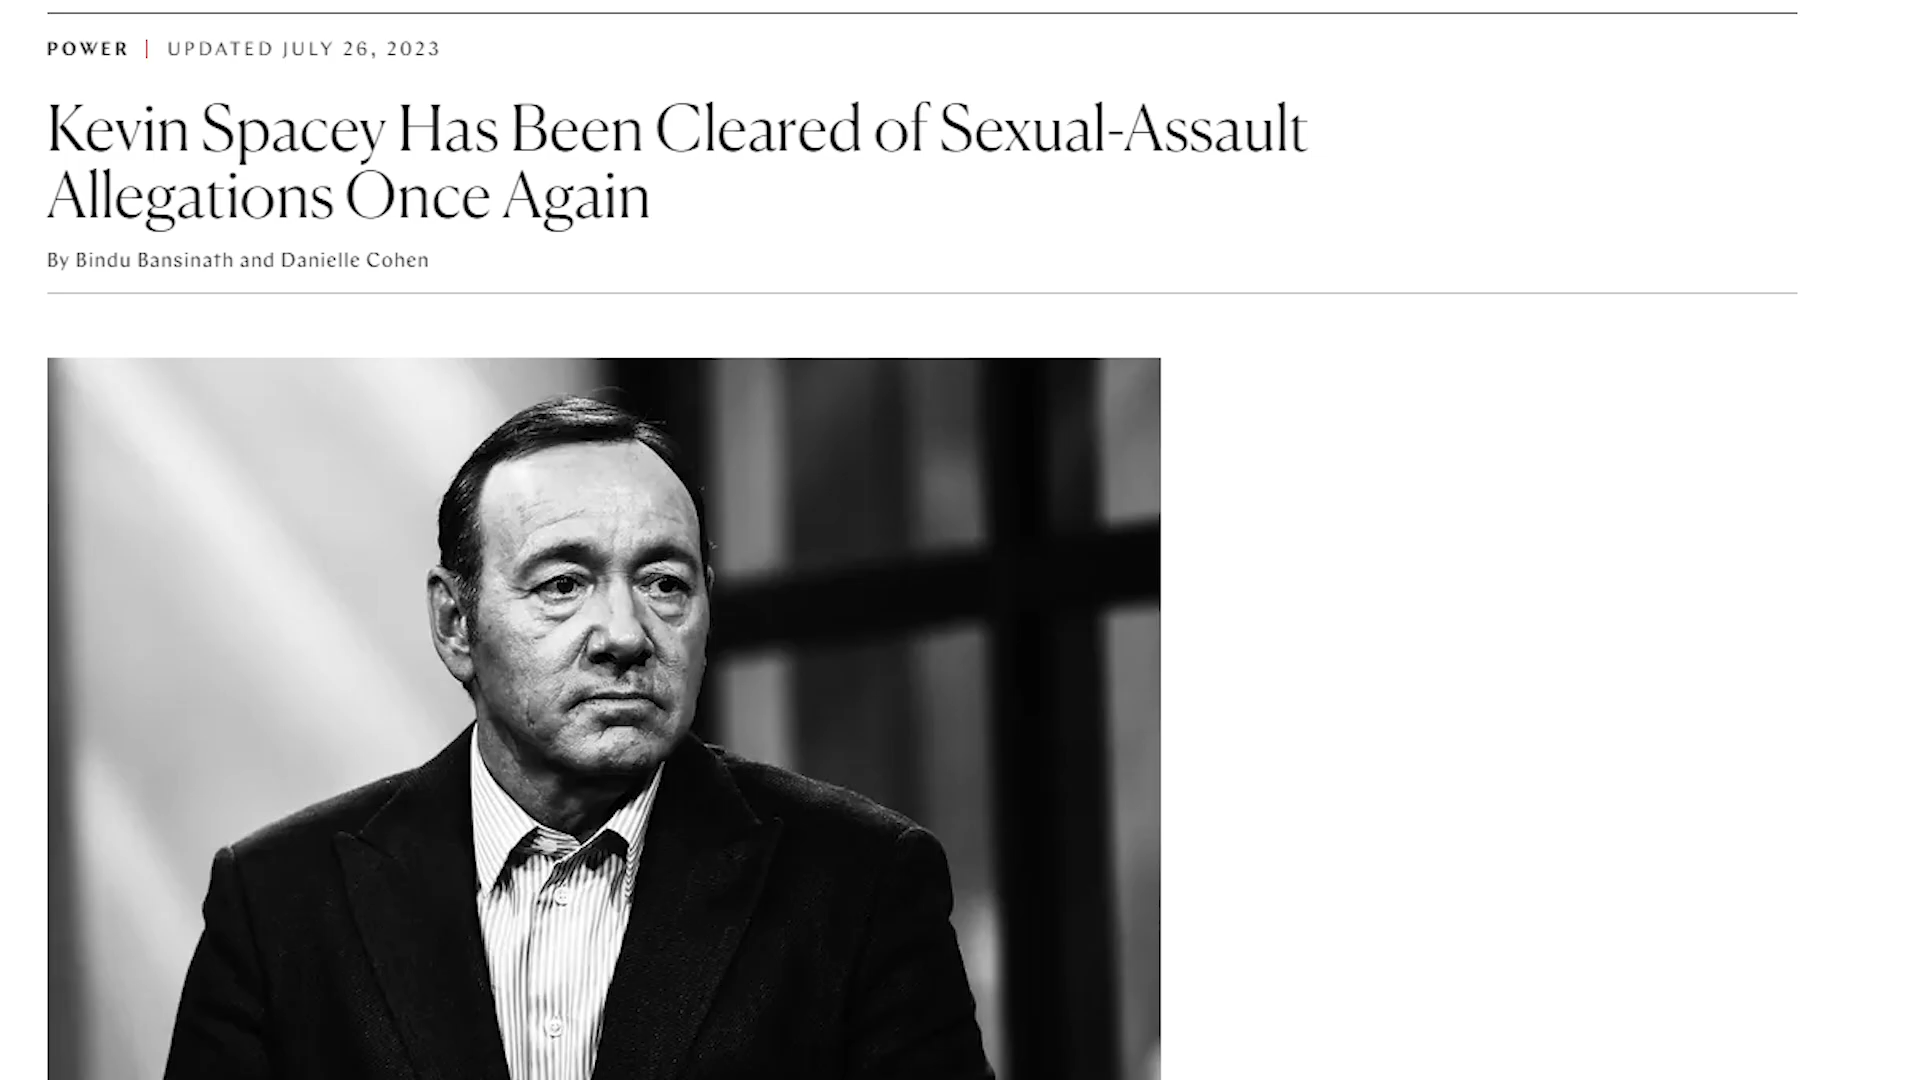 POWER | UPDATED JULY 26, 2023
Kevin Spacey Has Been Cleared of Sexual-Assault
Allegations Once Again
By Bindu Bansinath and Danielle Cohen